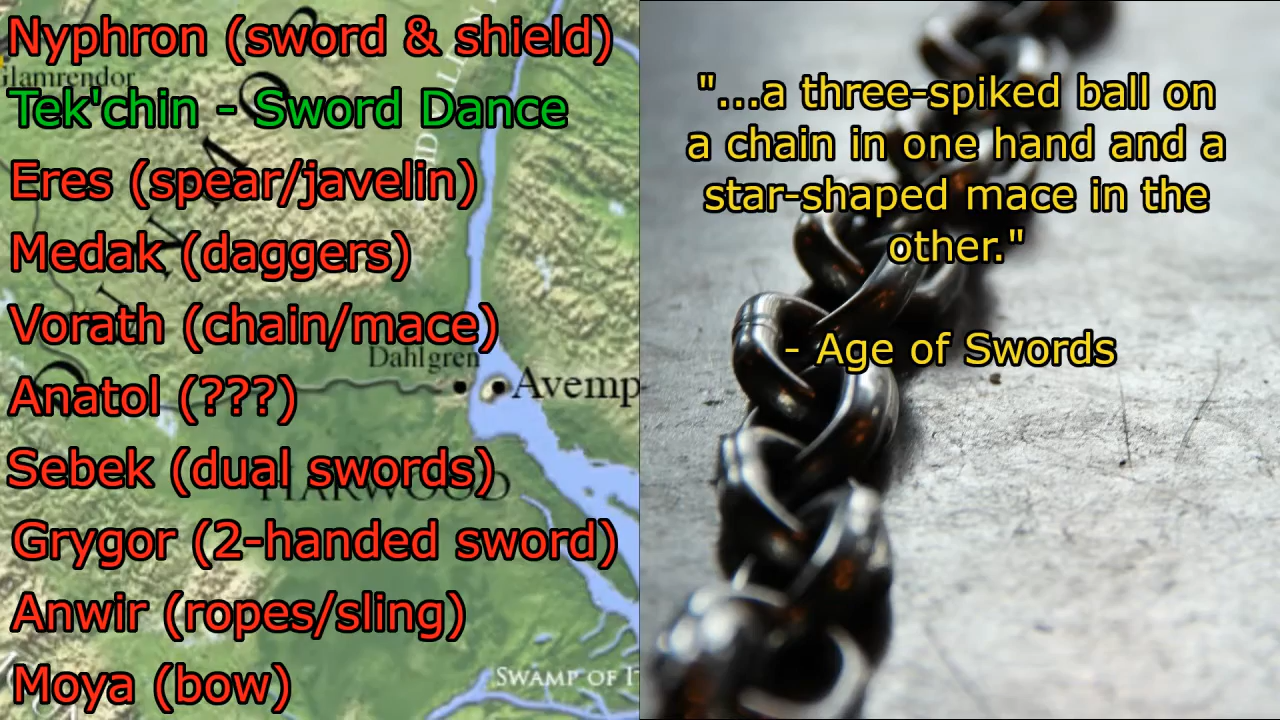 Nyphron (sword & shield)
Tek'chin - Sword Dance
Eres (spear/javelin)
Medak (daggers)
Vorath (chain/mace)
Dahlgren
Anatol (???)
Avemp
Sebek (dual swords)
HARWOOD
Grygor (2-handed sword)
Anwir (ropes/sling)
Moya (bow)
SWAMP OF
"...a three-spiked ball on
a chain in one hand and a
star-shaped mace in the
other."
- Age of Swords